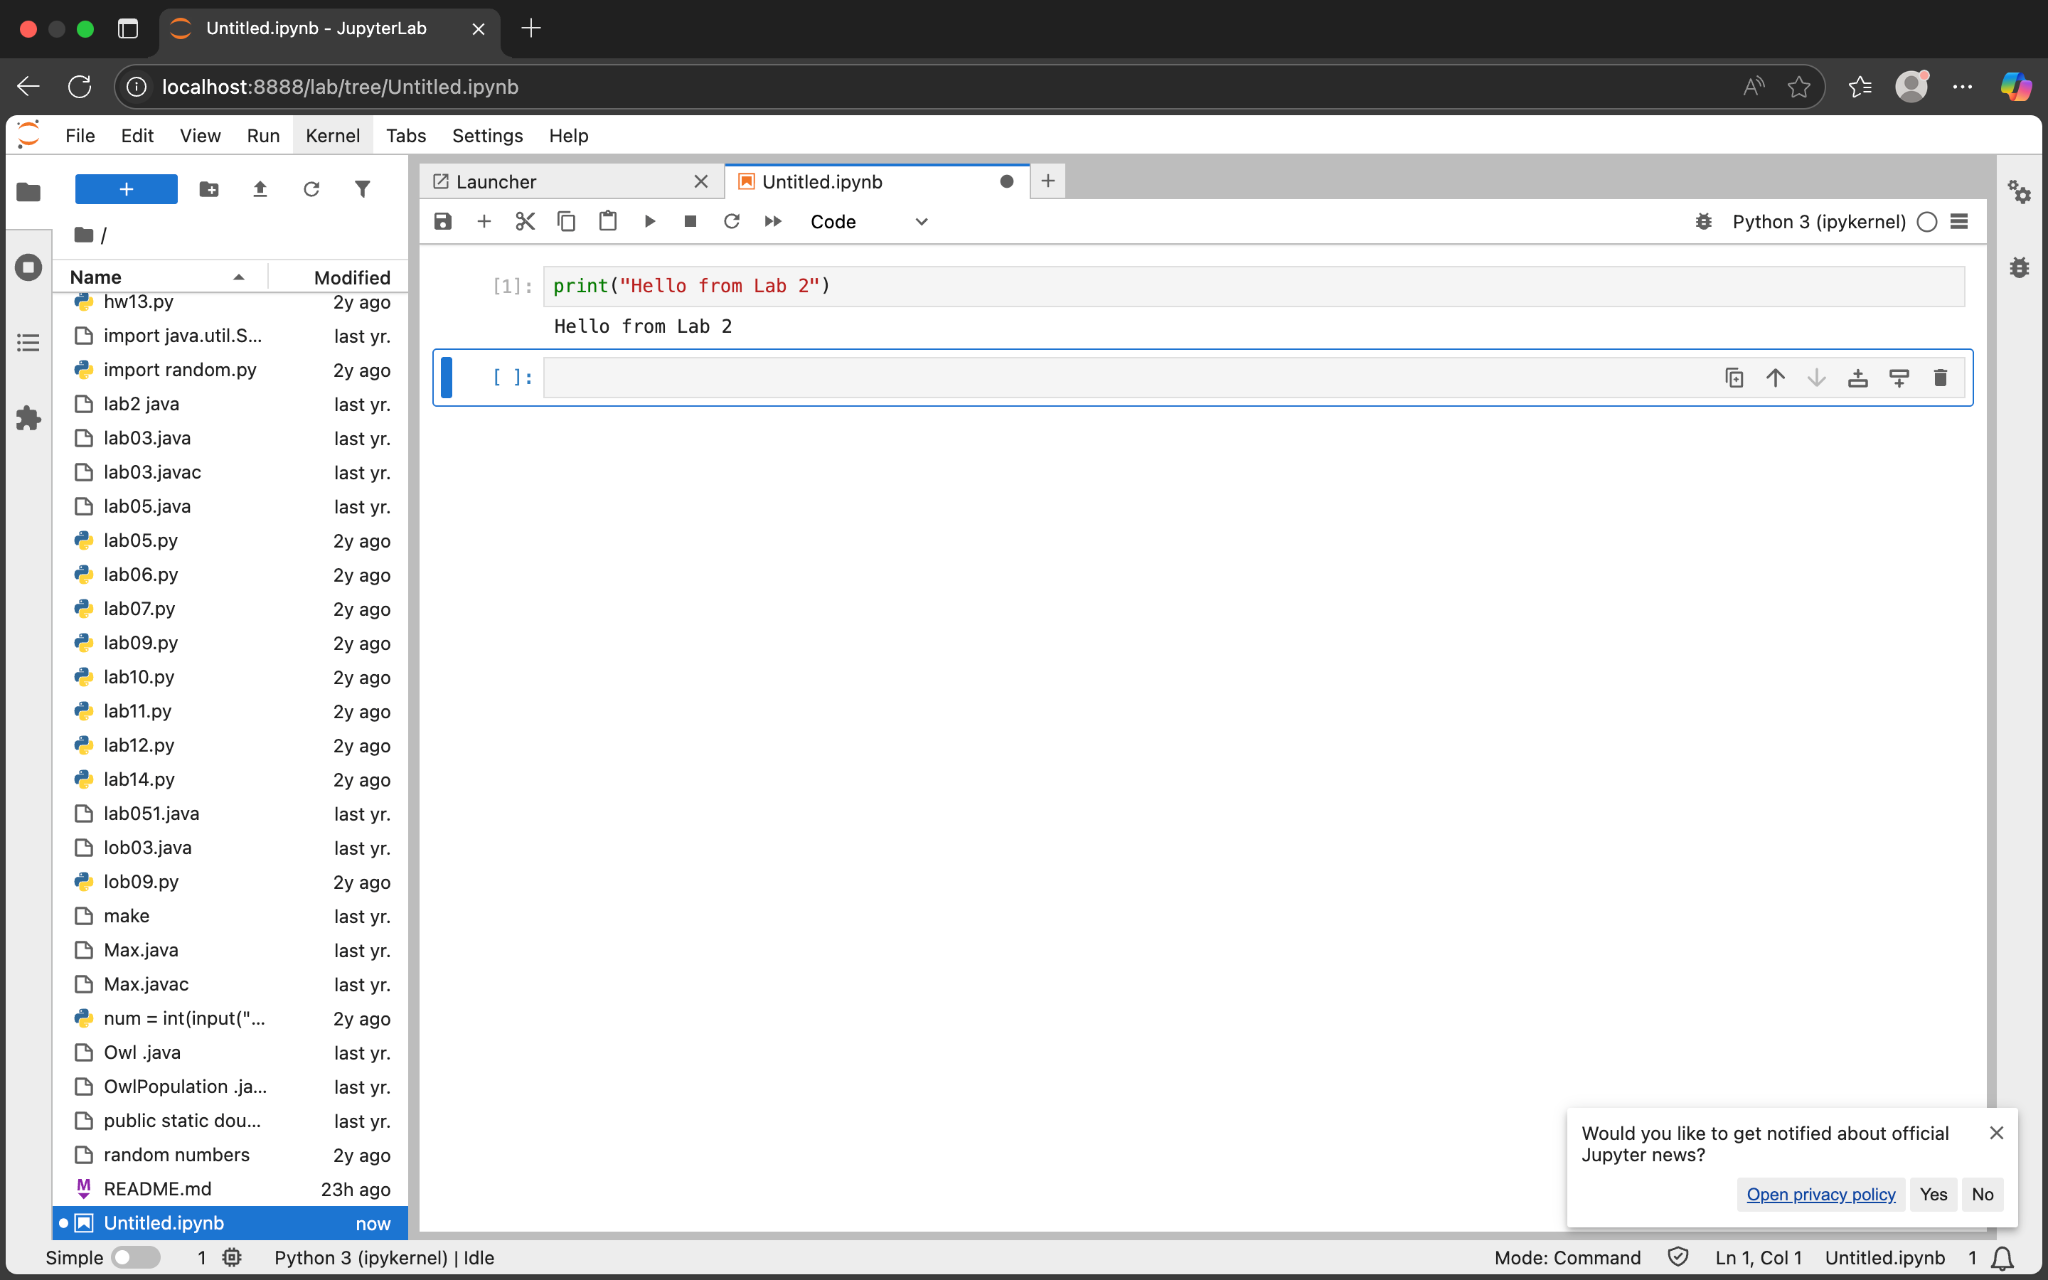 Untitled.ipynb - JupyterLab
localhost:8888/lab/tree/Untitled.ipynb
File Edit View Run Kernel Tabs Settings Help
Launcher
Untitled.ipynb
Code
Python 3 (ipykernel)
/
Name Modified
hw13.py 2y ago
import java.util.S... last yr.
import random.py 2y ago
lab2 java last yr.
lab03.java last yr.
lab03.javac last yr.
lab05.java last yr.
lab05.py 2y ago
lab06.py 2y ago
lab07.py 2y ago
lab09.py 2y ago
lab10.py 2y ago
lab11.py 2y ago
lab12.py 2y ago
lab14.py 2y ago
lab051.java last yr.
lob03.java last yr.
lob09.py 2y ago
make last yr.
Max.java last yr.
Max.javac last yr.
num = int(input("... 2y ago
Owl .java last yr.
OwlPopulation .ja... last yr.
public static dou... last yr.
random numbers 2y ago
README.md 23h ago
Untitled.ipynb now
[1]: print("Hello from Lab 2")
Hello from Lab 2
[ ]:
Would you like to get notified about official
Jupyter news?
Open privacy policy Yes No
Simple 1 Python 3 (ipykernel) | Idle Mode: Command Ln 1, Col 1 Untitled.ipynb 1